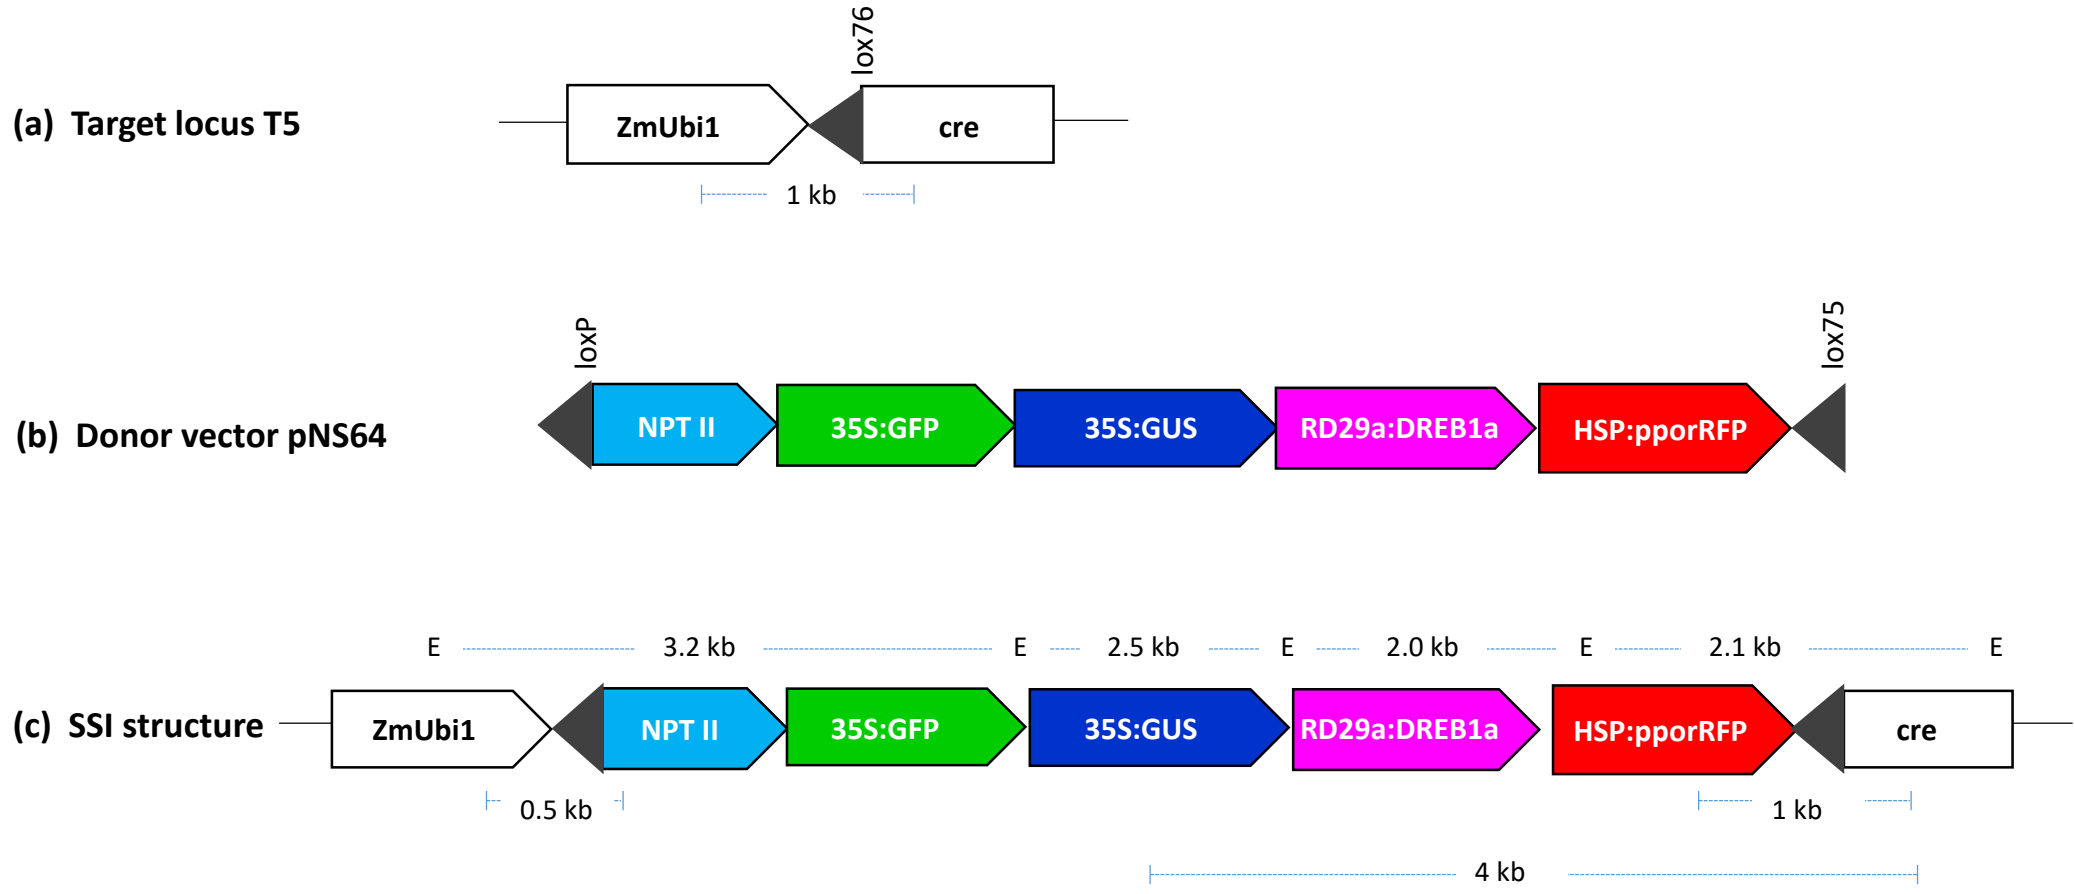 lox76
(a) Target locus T5
ZmUbi1
cre
1 kb
loxP
lox75
(b) Donor vector pNS64
NPT II
35S:GFP
35S:GUS
RD29a:DREB1a
HSP:pporRFP
E 3.2 kb E 2.5 kb E 2.0 kb E 2.1 kb E
(c) SSI structure
ZmUbi1
NPT II
35S:GFP
35S:GUS
RD29a:DREB1a
HSP:pporRFP
cre
0.5 kb
1 kb
4 kb